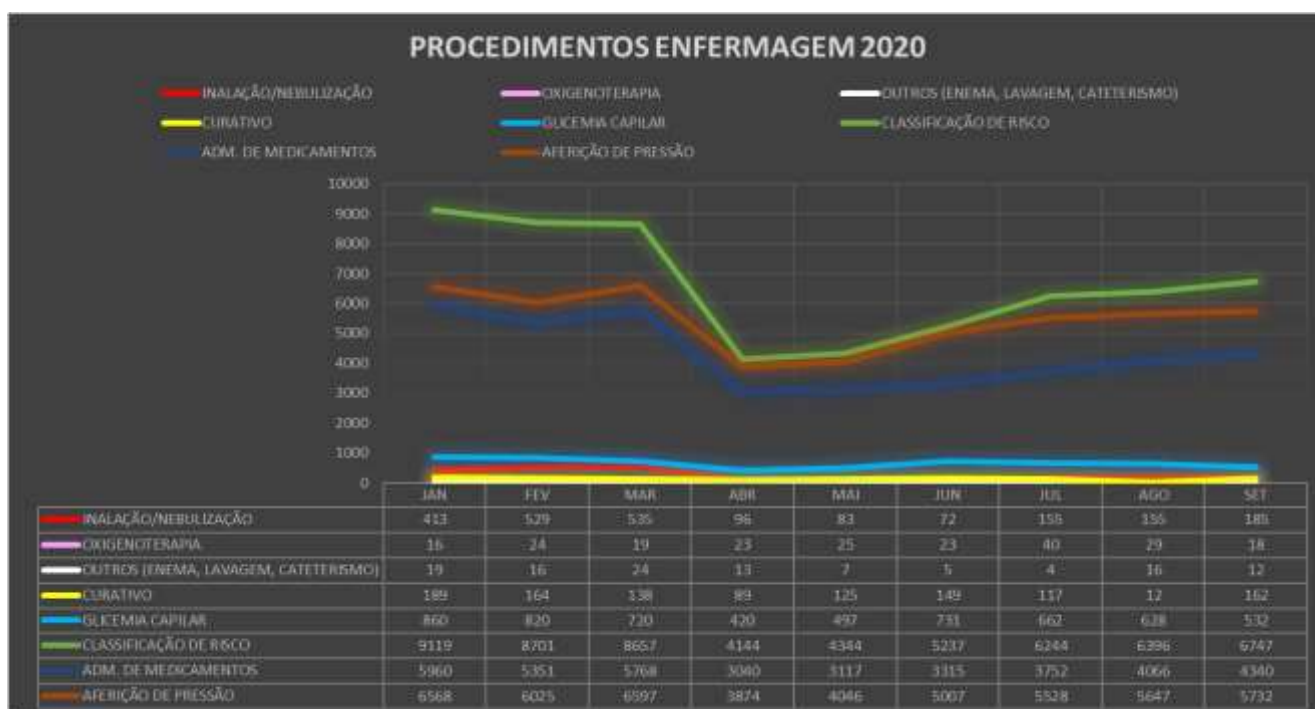 PROCEDIMENTOS ENFERMAGEM 2020
INALAÇÃO/NEBULIZAÇÃO OXIGENOTERAPIA OUTROS (ENEMA, LAVAGEM, CATETERISMO)
CURATIVO GLICEMIA CAPILAR CLASSIFICAÇÃO DE RISCO
ADM. DE MEDICAMENTOS AFERIÇÃO DE PRESSÃO
10000
9000
8000
7000
6000
5000
4000
3000
2000
1000
0
JAN FEV MAR ABR MAI JUN JUL AGO SET
INALAÇÃO/NEBULIZAÇÃO 413 529 535 96 83 72 155 155 185
OXIGENOTERAPIA 16 24 19 23 25 23 40 29 18
OUTROS (ENEMA, LAVAGEM, CATETERISMO) 19 16 24 13 7 5 4 16 12
CURATIVO 189 164 138 89 125 149 117 12 162
GLICEMIA CAPILAR 860 820 720 420 497 731 662 628 532
CLASSIFICAÇÃO DE RISCO 9119 8701 8657 4144 4344 5237 6244 6396 6747
ADM. DE MEDICAMENTOS 5960 5351 5768 3040 3117 3315 3752 4066 4340
AFERIÇÃO DE PRESSÃO 6568 6025 6597 3874 4046 5007 5528 5647 5732